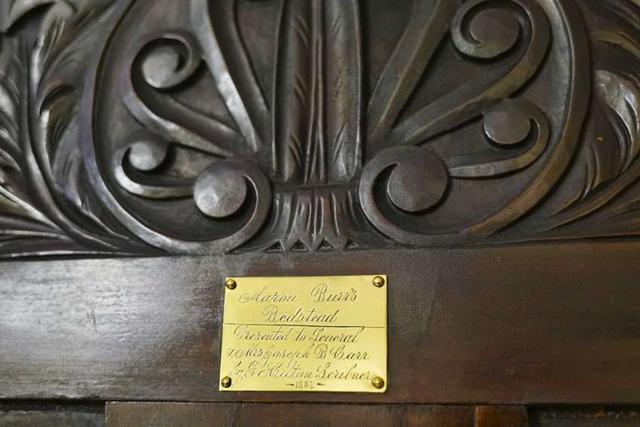 Aaron Burr's
Bedstead
Presented to General
& Mrs Joseph B Carr
by G Hilton Scribner
1884